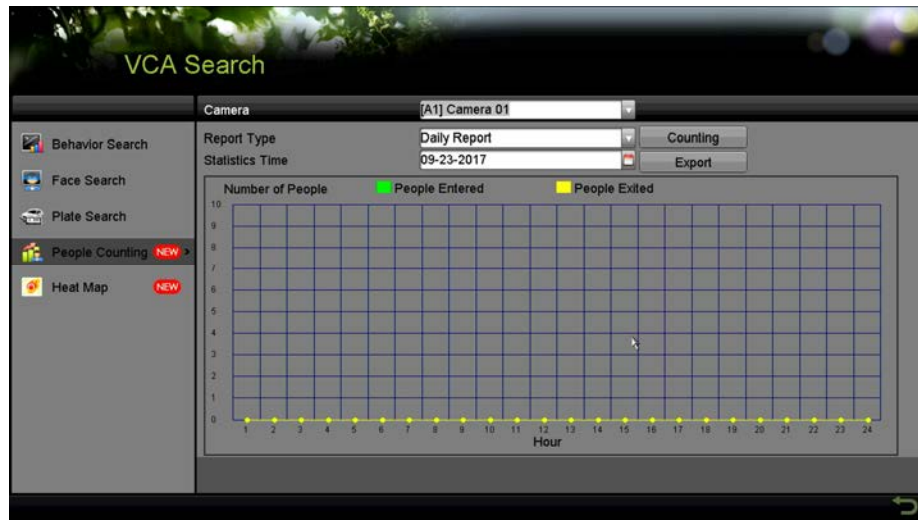 VCA Search
Camera [A1] Camera 01
Behavior Search
Face Search
Plate Search
People Counting NEW
Heat Map NEW
Report Type Daily Report Counting
Statistics Time 09-23-2017 Export
Number of People People Entered People Exited
10
9
8
7
6
5
4
3
2
1
0
1 2 3 4 5 6 7 8 9 10 11 12 13 14 15 16 17 18 19 20 21 22 23 24
Hour